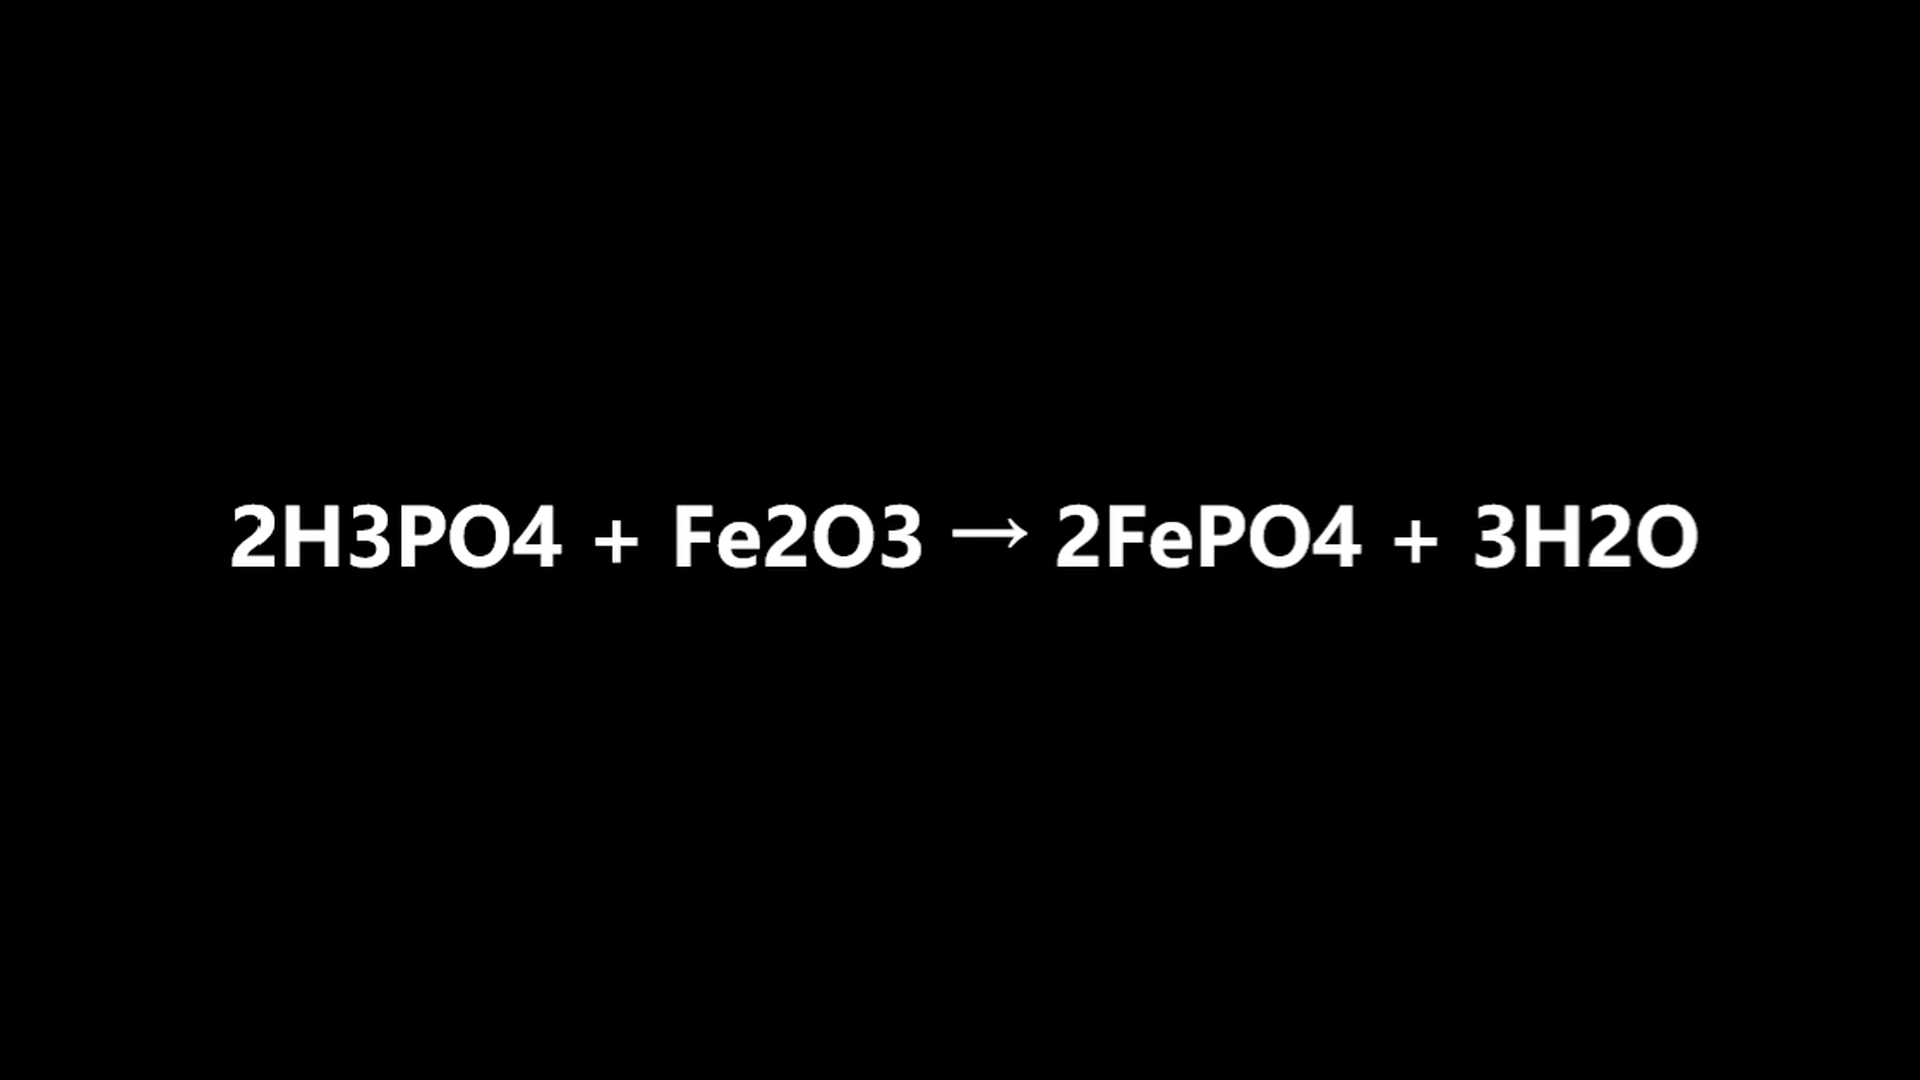 2H3PO4 + Fe2O3 → 2FePO4 + 3H2O